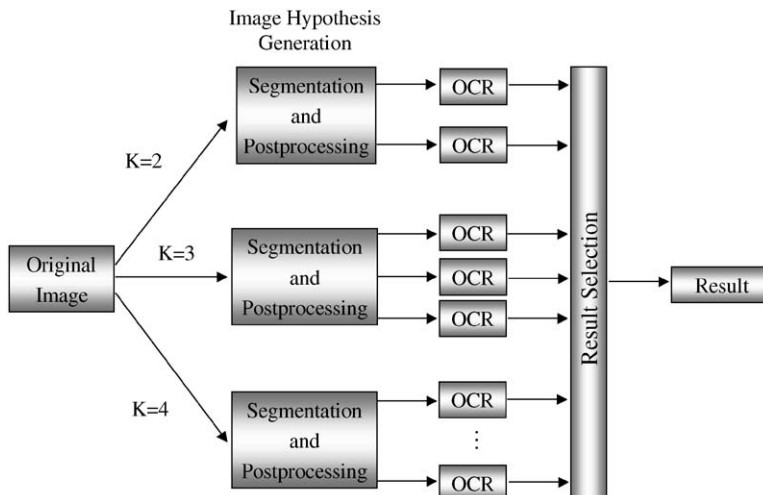 Image Hypothesis
Generation
Segmentation
and
Postprocessing
OCR
OCR
K=2
Original
Image
K=3
Segmentation
and
Postprocessing
OCR
OCR
OCR
Result Selection
Result
K=4
Segmentation
and
Postprocessing
OCR
⋮
OCR